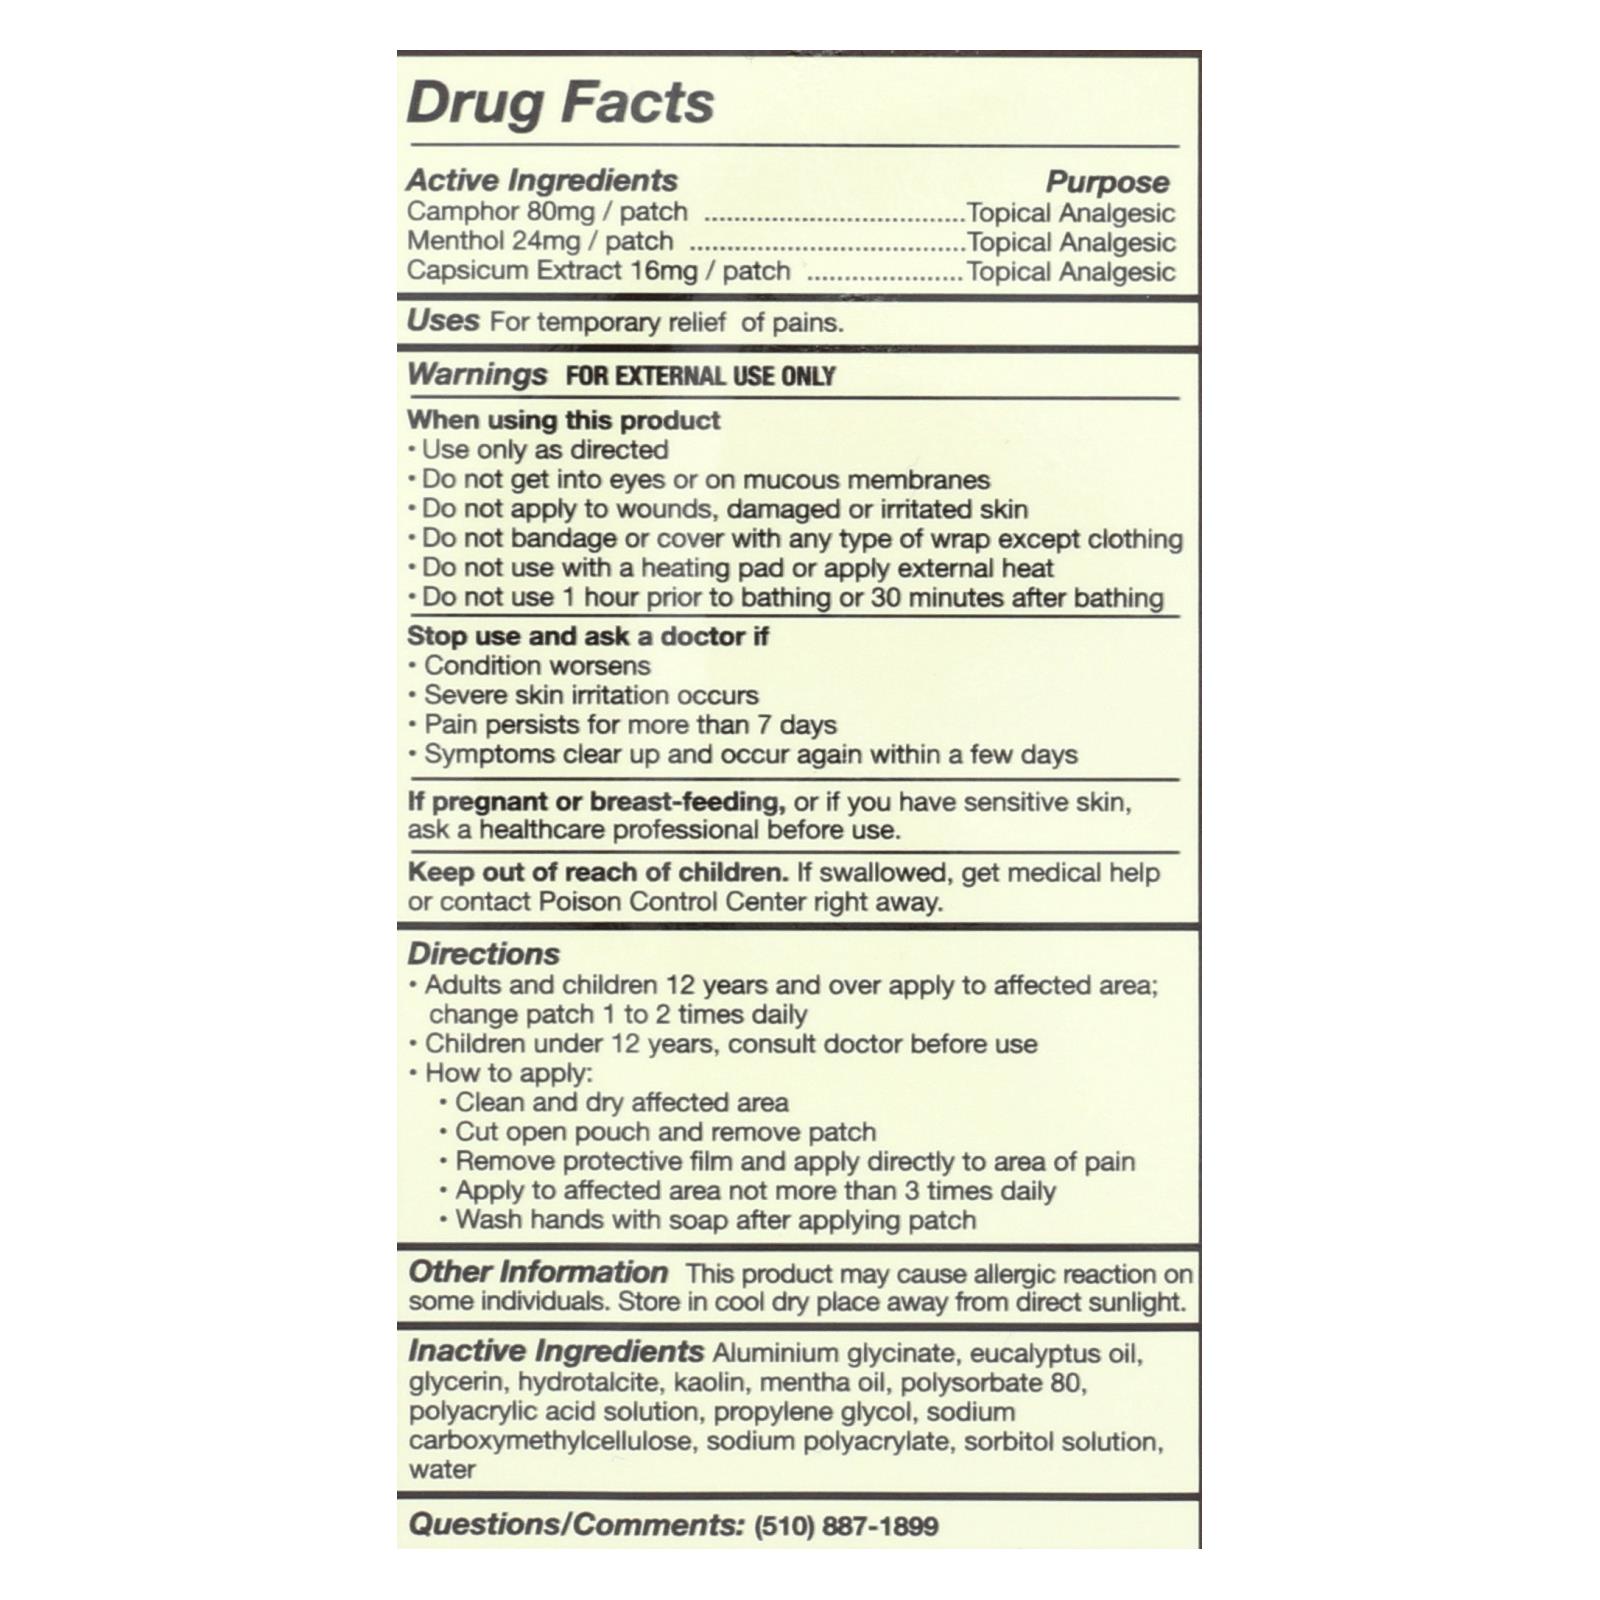 Drug Facts
Active Ingredients Purpose
Camphor 80mg / patch ..................................Topical Analgesic
Menthol 24mg / patch ....................................Topical Analgesic
Capsicum Extract 16mg / patch .....................Topical Analgesic
Uses For temporary relief of pains.
Warnings FOR EXTERNAL USE ONLY
When using this product
• Use only as directed
• Do not get into eyes or on mucous membranes
• Do not apply to wounds, damaged or irritated skin
• Do not bandage or cover with any type of wrap except clothing
• Do not use with a heating pad or apply external heat
• Do not use 1 hour prior to bathing or 30 minutes after bathing
Stop use and ask a doctor if
• Condition worsens
• Severe skin irritation occurs
• Pain persists for more than 7 days
• Symptoms clear up and occur again within a few days
If pregnant or breast-feeding, or if you have sensitive skin,
ask a healthcare professional before use.
Keep out of reach of children. If swallowed, get medical help
or contact Poison Control Center right away.
Directions
• Adults and children 12 years and over apply to affected area;
change patch 1 to 2 times daily
• Children under 12 years, consult doctor before use
• How to apply:
• Clean and dry affected area
• Cut open pouch and remove patch
• Remove protective film and apply directly to area of pain
• Apply to affected area not more than 3 times daily
• Wash hands with soap after applying patch
Other Information This product may cause allergic reaction on
some individuals. Store in cool dry place away from direct sunlight.
Inactive Ingredients Aluminium glycinate, eucalyptus oil,
glycerin, hydrotalcite, kaolin, mentha oil, polysorbate 80,
polyacrylic acid solution, propylene glycol, sodium
carboxymethylcellulose, sodium polyacrylate, sorbitol solution,
water
Questions/Comments: (510) 887-1899